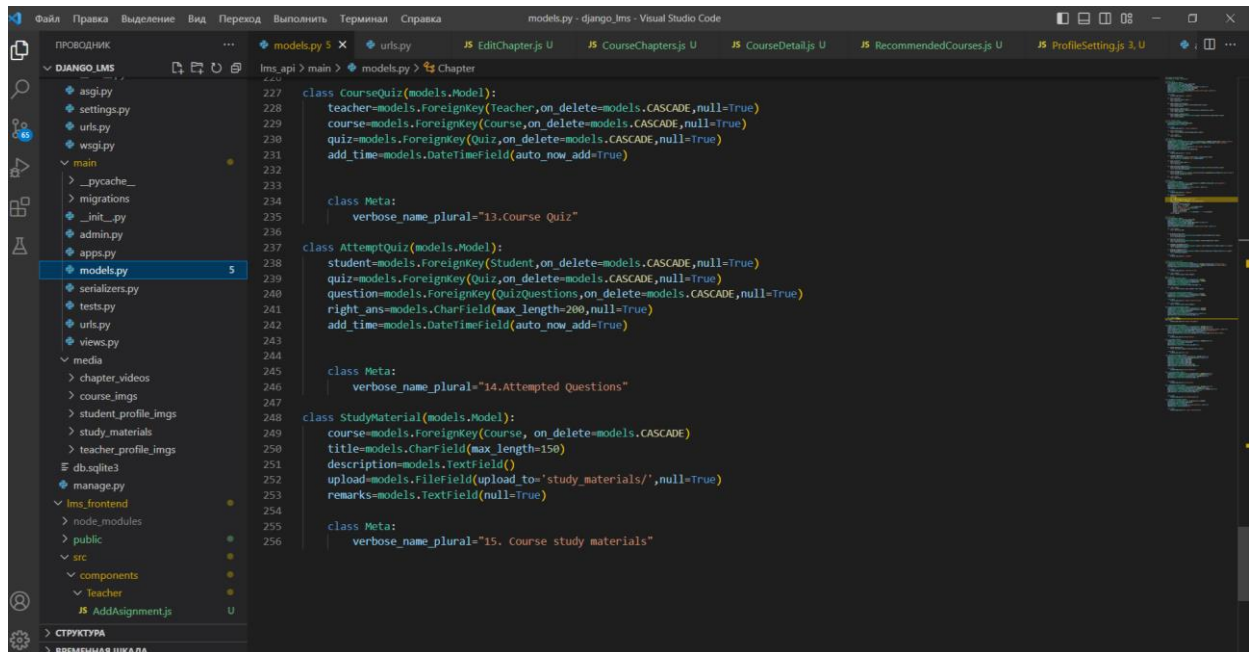 Файл Правка Выделение Вид Переход Выполнить Терминал Справка models.py - django_lms - Visual Studio Code
ПРОВОДНИК
models.py 5 urls.py JS EditChapter.js U JS CourseChapters.js U JS CourseDetail.js U JS RecommendedCourses.js U JS ProfileSetting.js 3, U
DJANGO_LMS
lms_api > main > models.py > Chapter
asgi.py
settings.py
urls.py
65
wsgi.py
main
__pycache__
migrations
__init__.py
admin.py
apps.py
models.py 5
serializers.py
tests.py
urls.py
views.py
media
chapter_videos
course_imgs
student_profile_imgs
study_materials
teacher_profile_imgs
db.sqlite3
manage.py
lms_frontend
node_modules
public
src
components
Teacher
JS AddAsignment.js U
СТРУКТУРА
ВРЕМЕННАЯ ШКАЛА
226
227 class CourseQuiz(models.Model):
228 teacher=models.ForeignKey(Teacher,on_delete=models.CASCADE,null=True)
229 course=models.ForeignKey(Course,on_delete=models.CASCADE,null=True)
230 quiz=models.ForeignKey(Quiz,on_delete=models.CASCADE,null=True)
231 add_time=models.DateTimeField(auto_now_add=True)
232
233
234 class Meta:
235 verbose_name_plural="13.Course Quiz"
236
237 class AttemptQuiz(models.Model):
238 student=models.ForeignKey(Student,on_delete=models.CASCADE,null=True)
239 quiz=models.ForeignKey(Quiz,on_delete=models.CASCADE,null=True)
240 question=models.ForeignKey(QuizQuestions,on_delete=models.CASCADE,null=True)
241 right_ans=models.CharField(max_length=200,null=True)
242 add_time=models.DateTimeField(auto_now_add=True)
243
244
245 class Meta:
246 verbose_name_plural="14.Attempted Questions"
247
248 class StudyMaterial(models.Model):
249 course=models.ForeignKey(Course, on_delete=models.CASCADE)
250 title=models.CharField(max_length=150)
251 description=models.TextField()
252 upload=models.FileField(upload_to='study_materials/',null=True)
253 remarks=models.TextField(null=True)
254
255 class Meta:
256 verbose_name_plural="15. Course study materials"